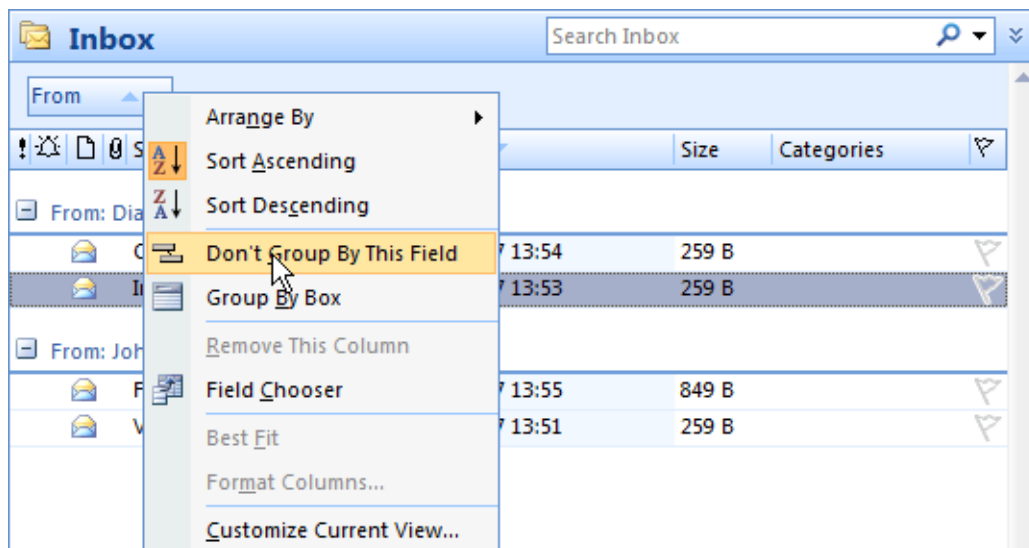 Inbox
Search Inbox
From
Arrange By
! S Size Categories
Sort Ascending
Sort Descending
From: Dia
Don't Group By This Field 7 13:54 259 B
7 13:53 259 B
Group By Box
Remove This Column
From: Joh
Field Chooser 7 13:55 849 B
7 13:51 259 B
Best Fit
Format Columns...
Customize Current View...